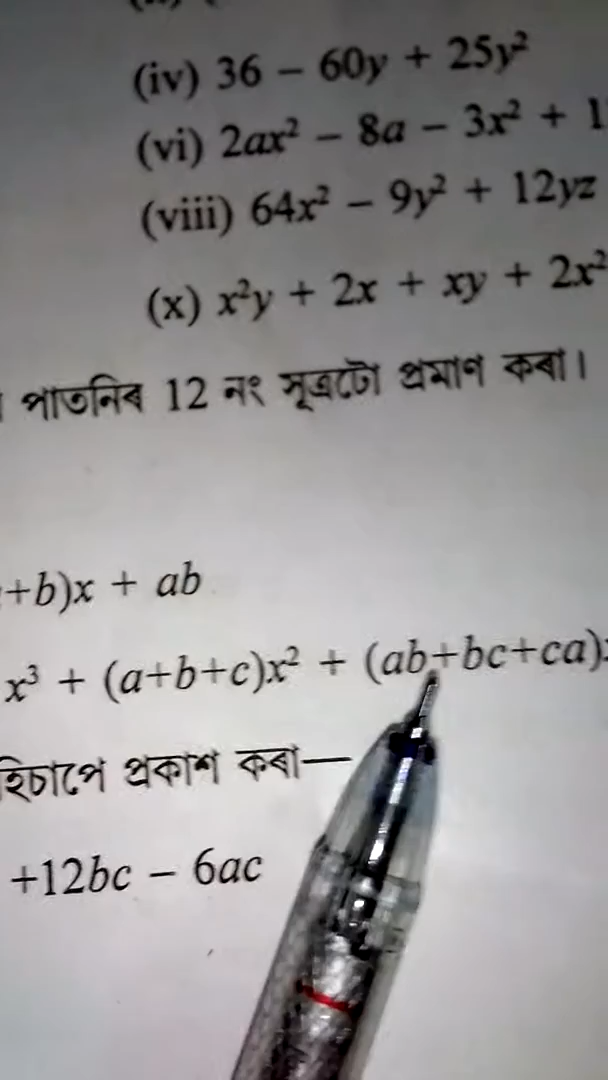 (iv) 36 – 60y + 25y²
(vi) 2ax² – 8a – 3x² + 1
(viii) 64x² – 9y² + 12yz
(x) x²y + 2x + xy + 2x²
পাতনিৰ 12 নং সূত্ৰটো প্ৰমাণ কৰা।
+b)x + ab
x³ + (a+b+c)x² + (ab+bc+ca)
হিচাপে প্ৰকাশ কৰা—
+12bc – 6ac